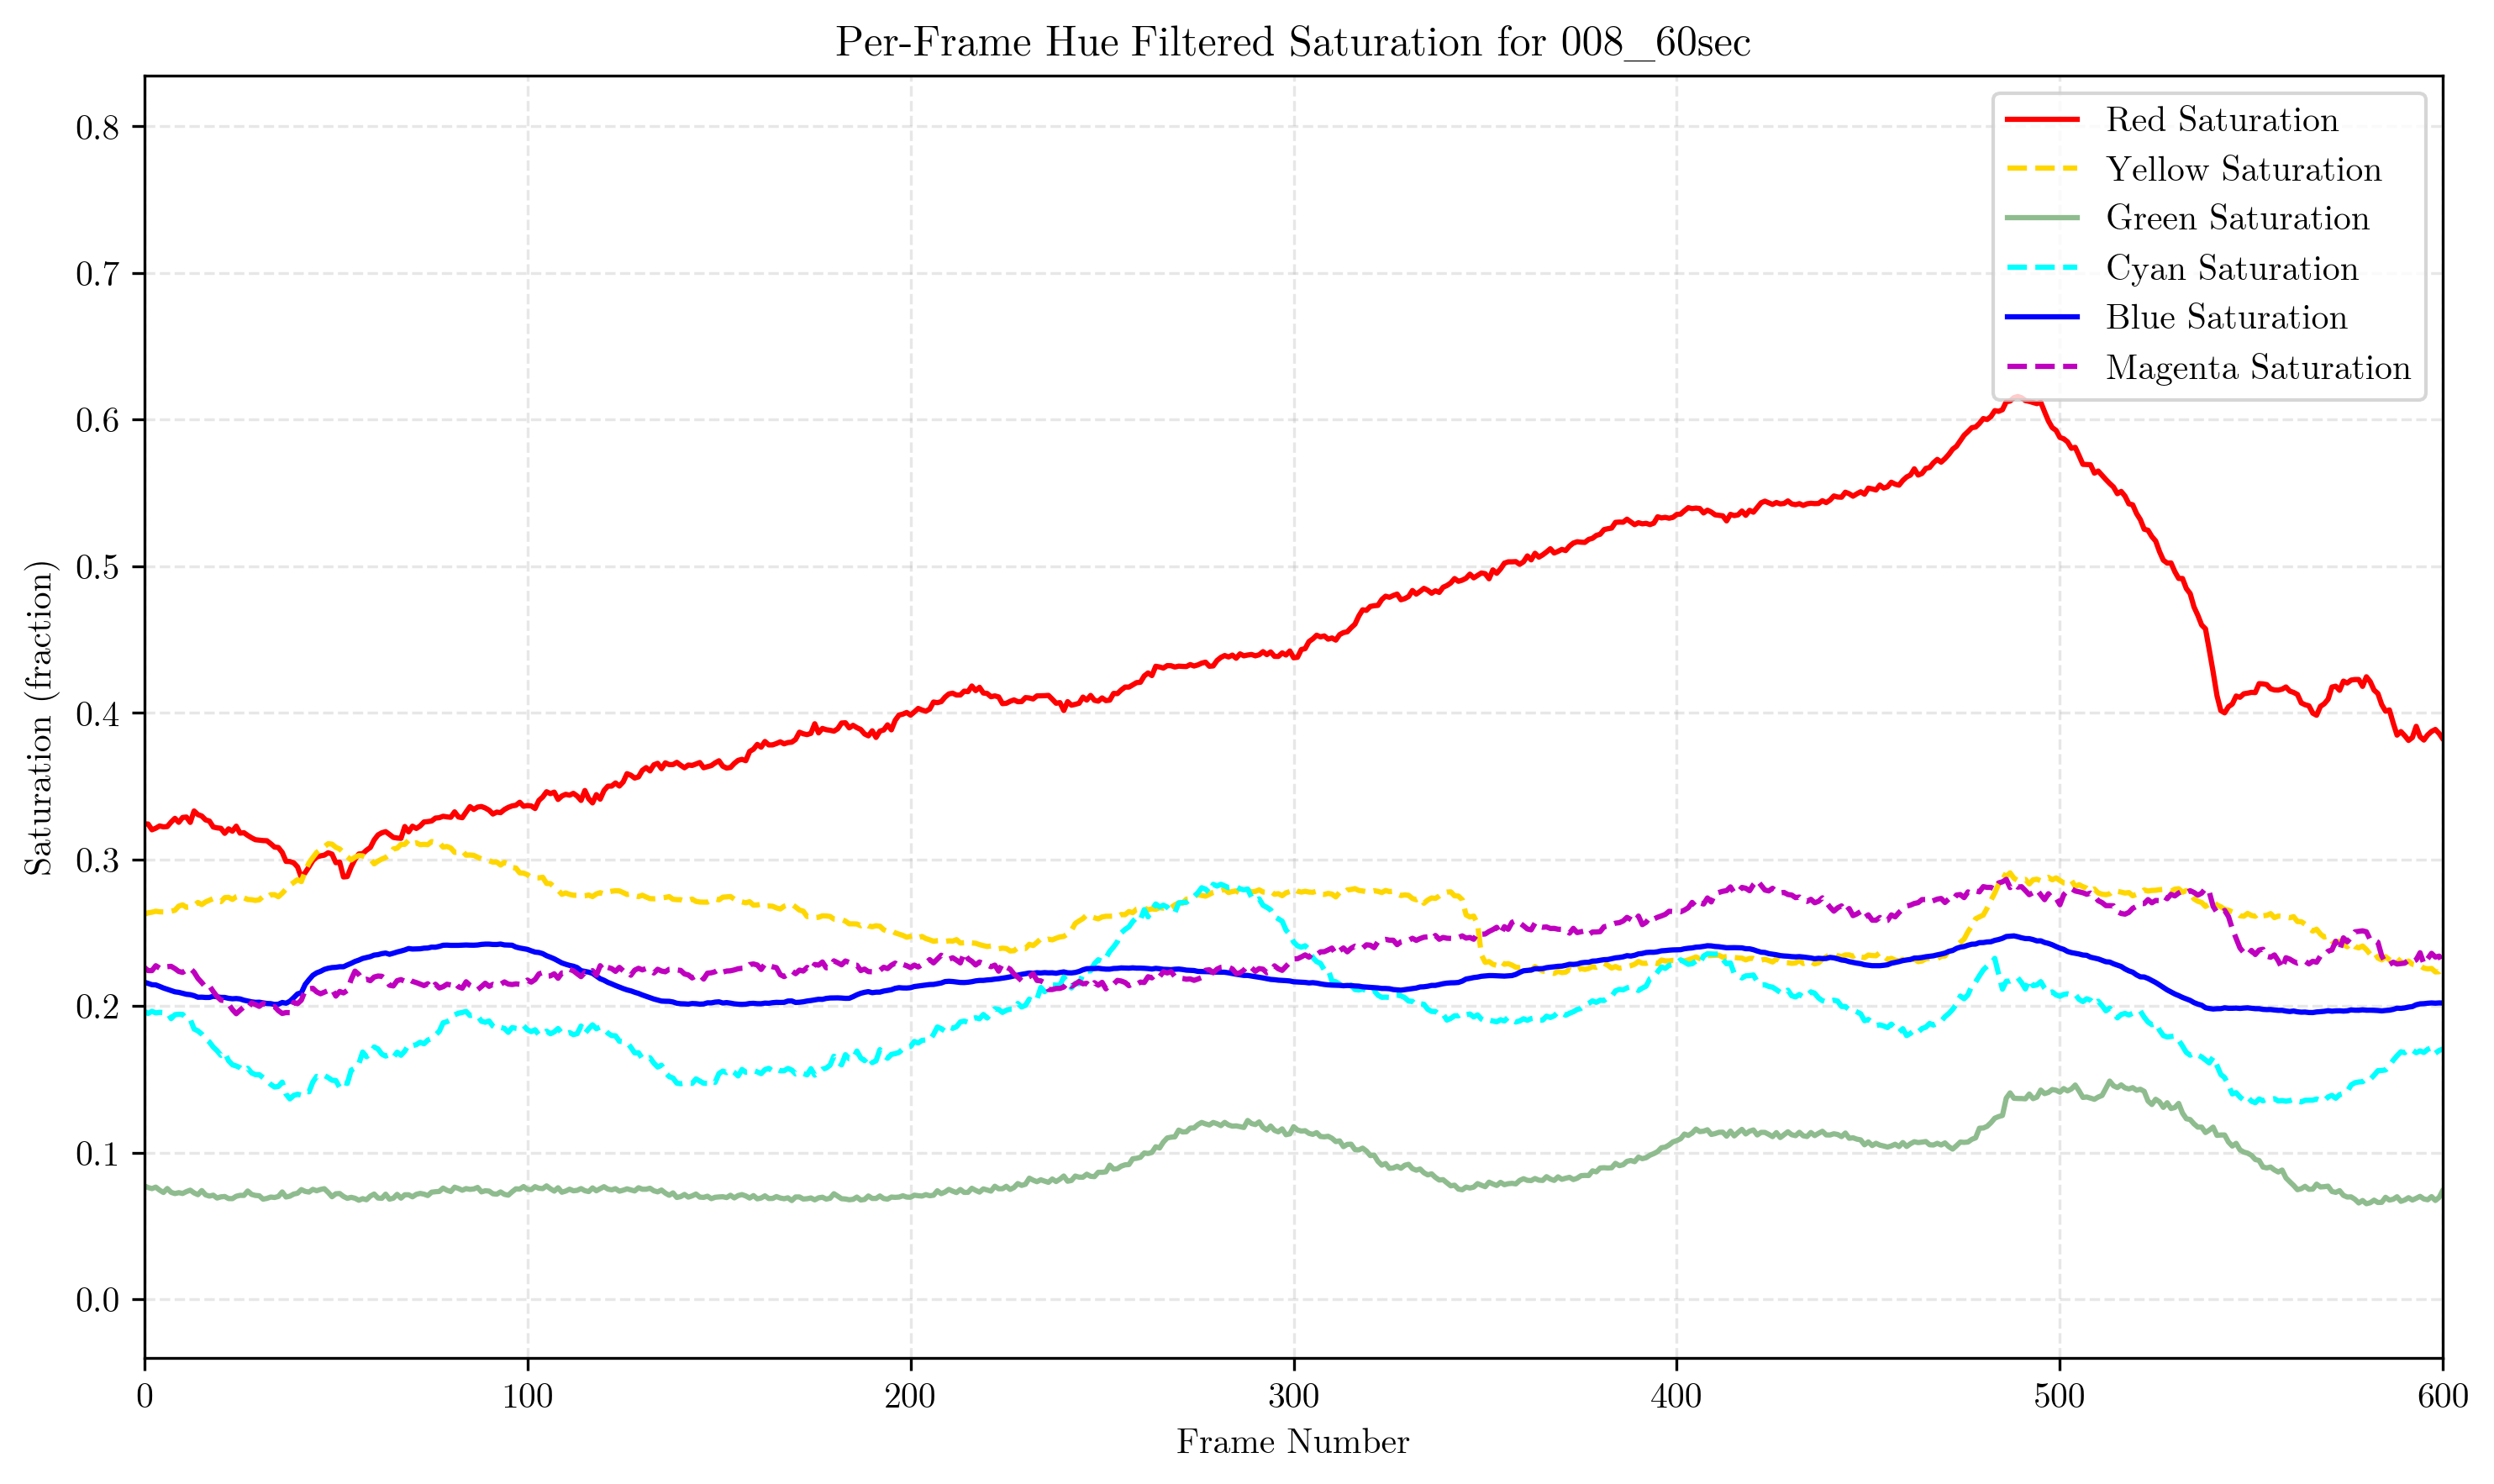 Per-Frame Hue Filtered Saturation for 008_60sec
Saturation (fraction)
0.8
0.7
0.6
0.5
0.4
0.3
0.2
0.1
0.0
Red Saturation
Yellow Saturation
Green Saturation
Cyan Saturation
Blue Saturation
Magenta Saturation
0 100 200 300 400 500 600
Frame Number